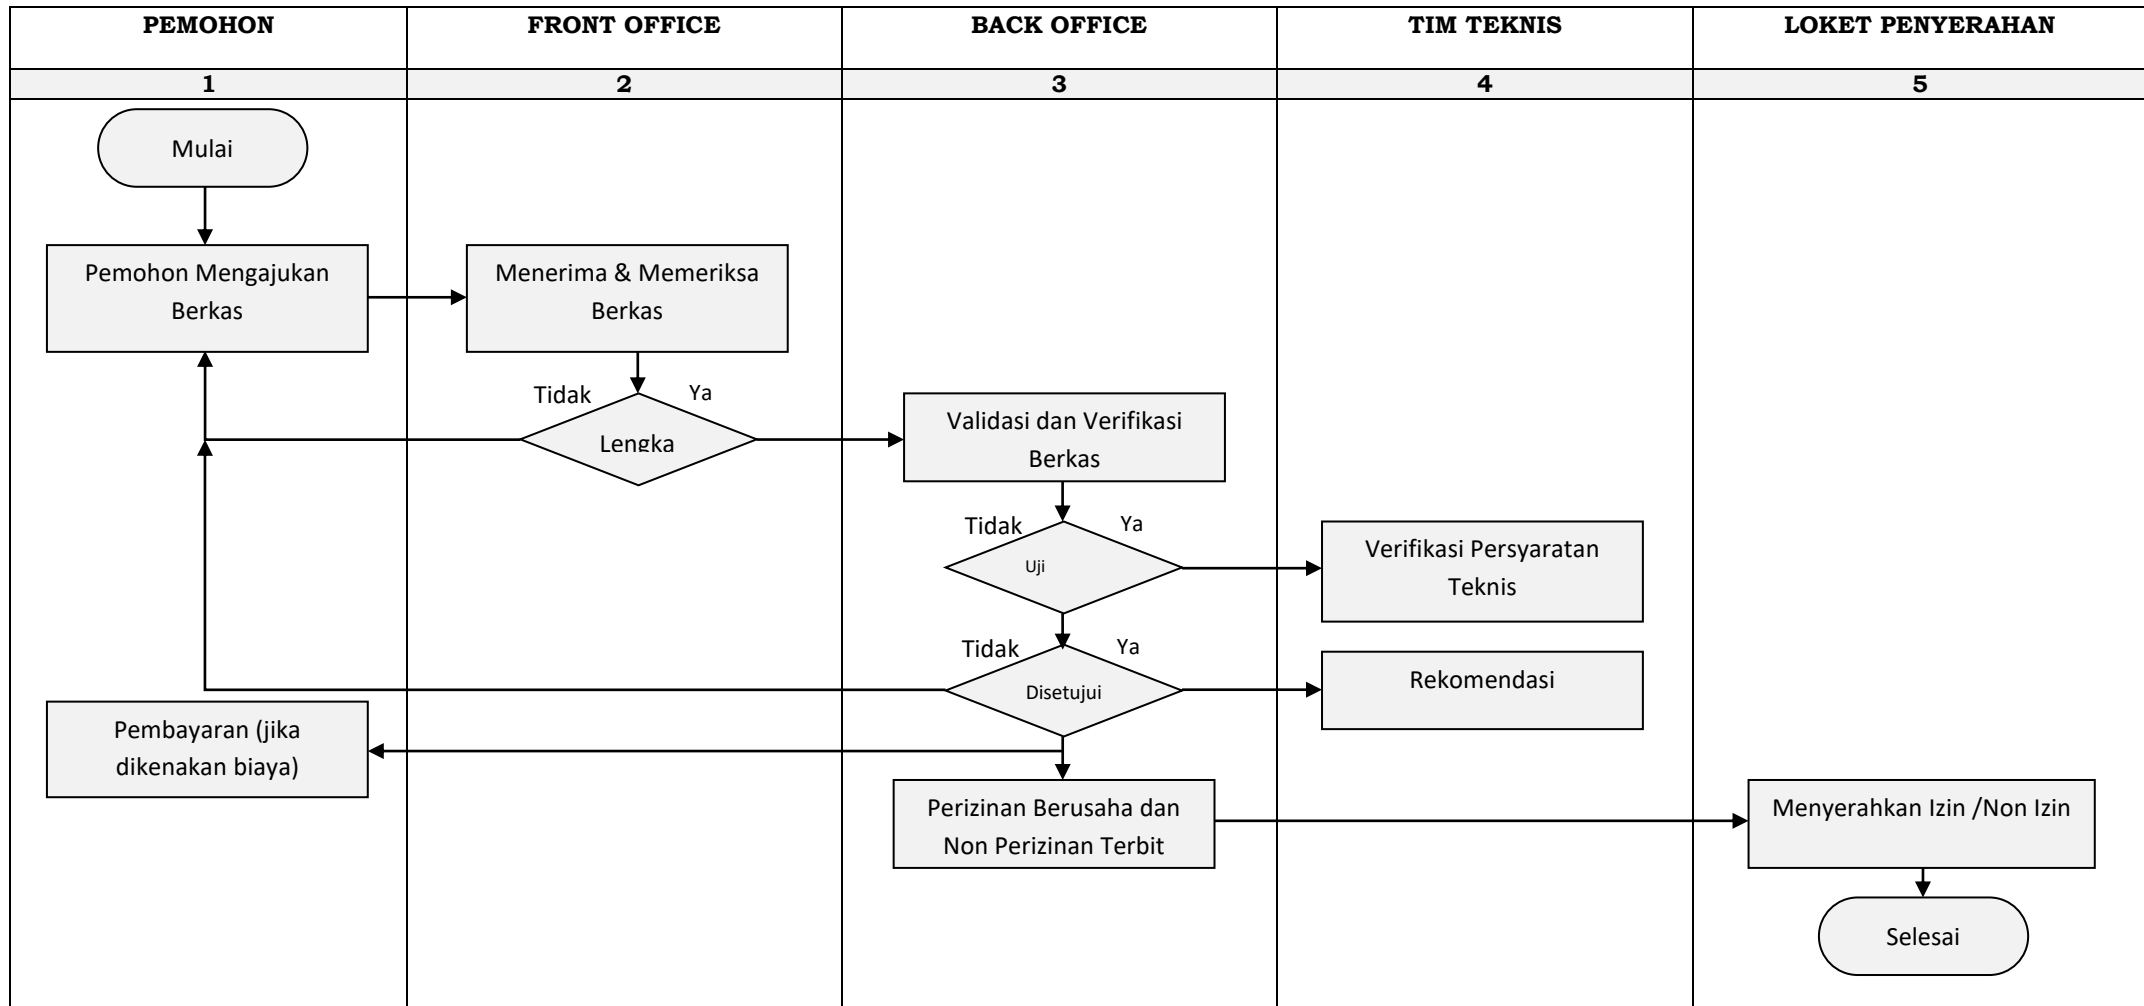 PEMOHON
FRONT OFFICE
BACK OFFICE
TIM TEKNIS
LOKET PENYERAHAN
1
2
3
4
5
Mulai
Pemohon Mengajukan
Berkas
Menerima & Memeriksa
Berkas
Tidak
Ya
Lengka
Validasi dan Verifikasi
Berkas
Tidak
Ya
Uji
Verifikasi Persyaratan
Teknis
Tidak
Ya
Disetujui
Rekomendasi
Pembayaran (jika
dikenakan biaya)
Perizinan Berusaha dan
Non Perizinan Terbit
Menyerahkan Izin /Non Izin
Selesai